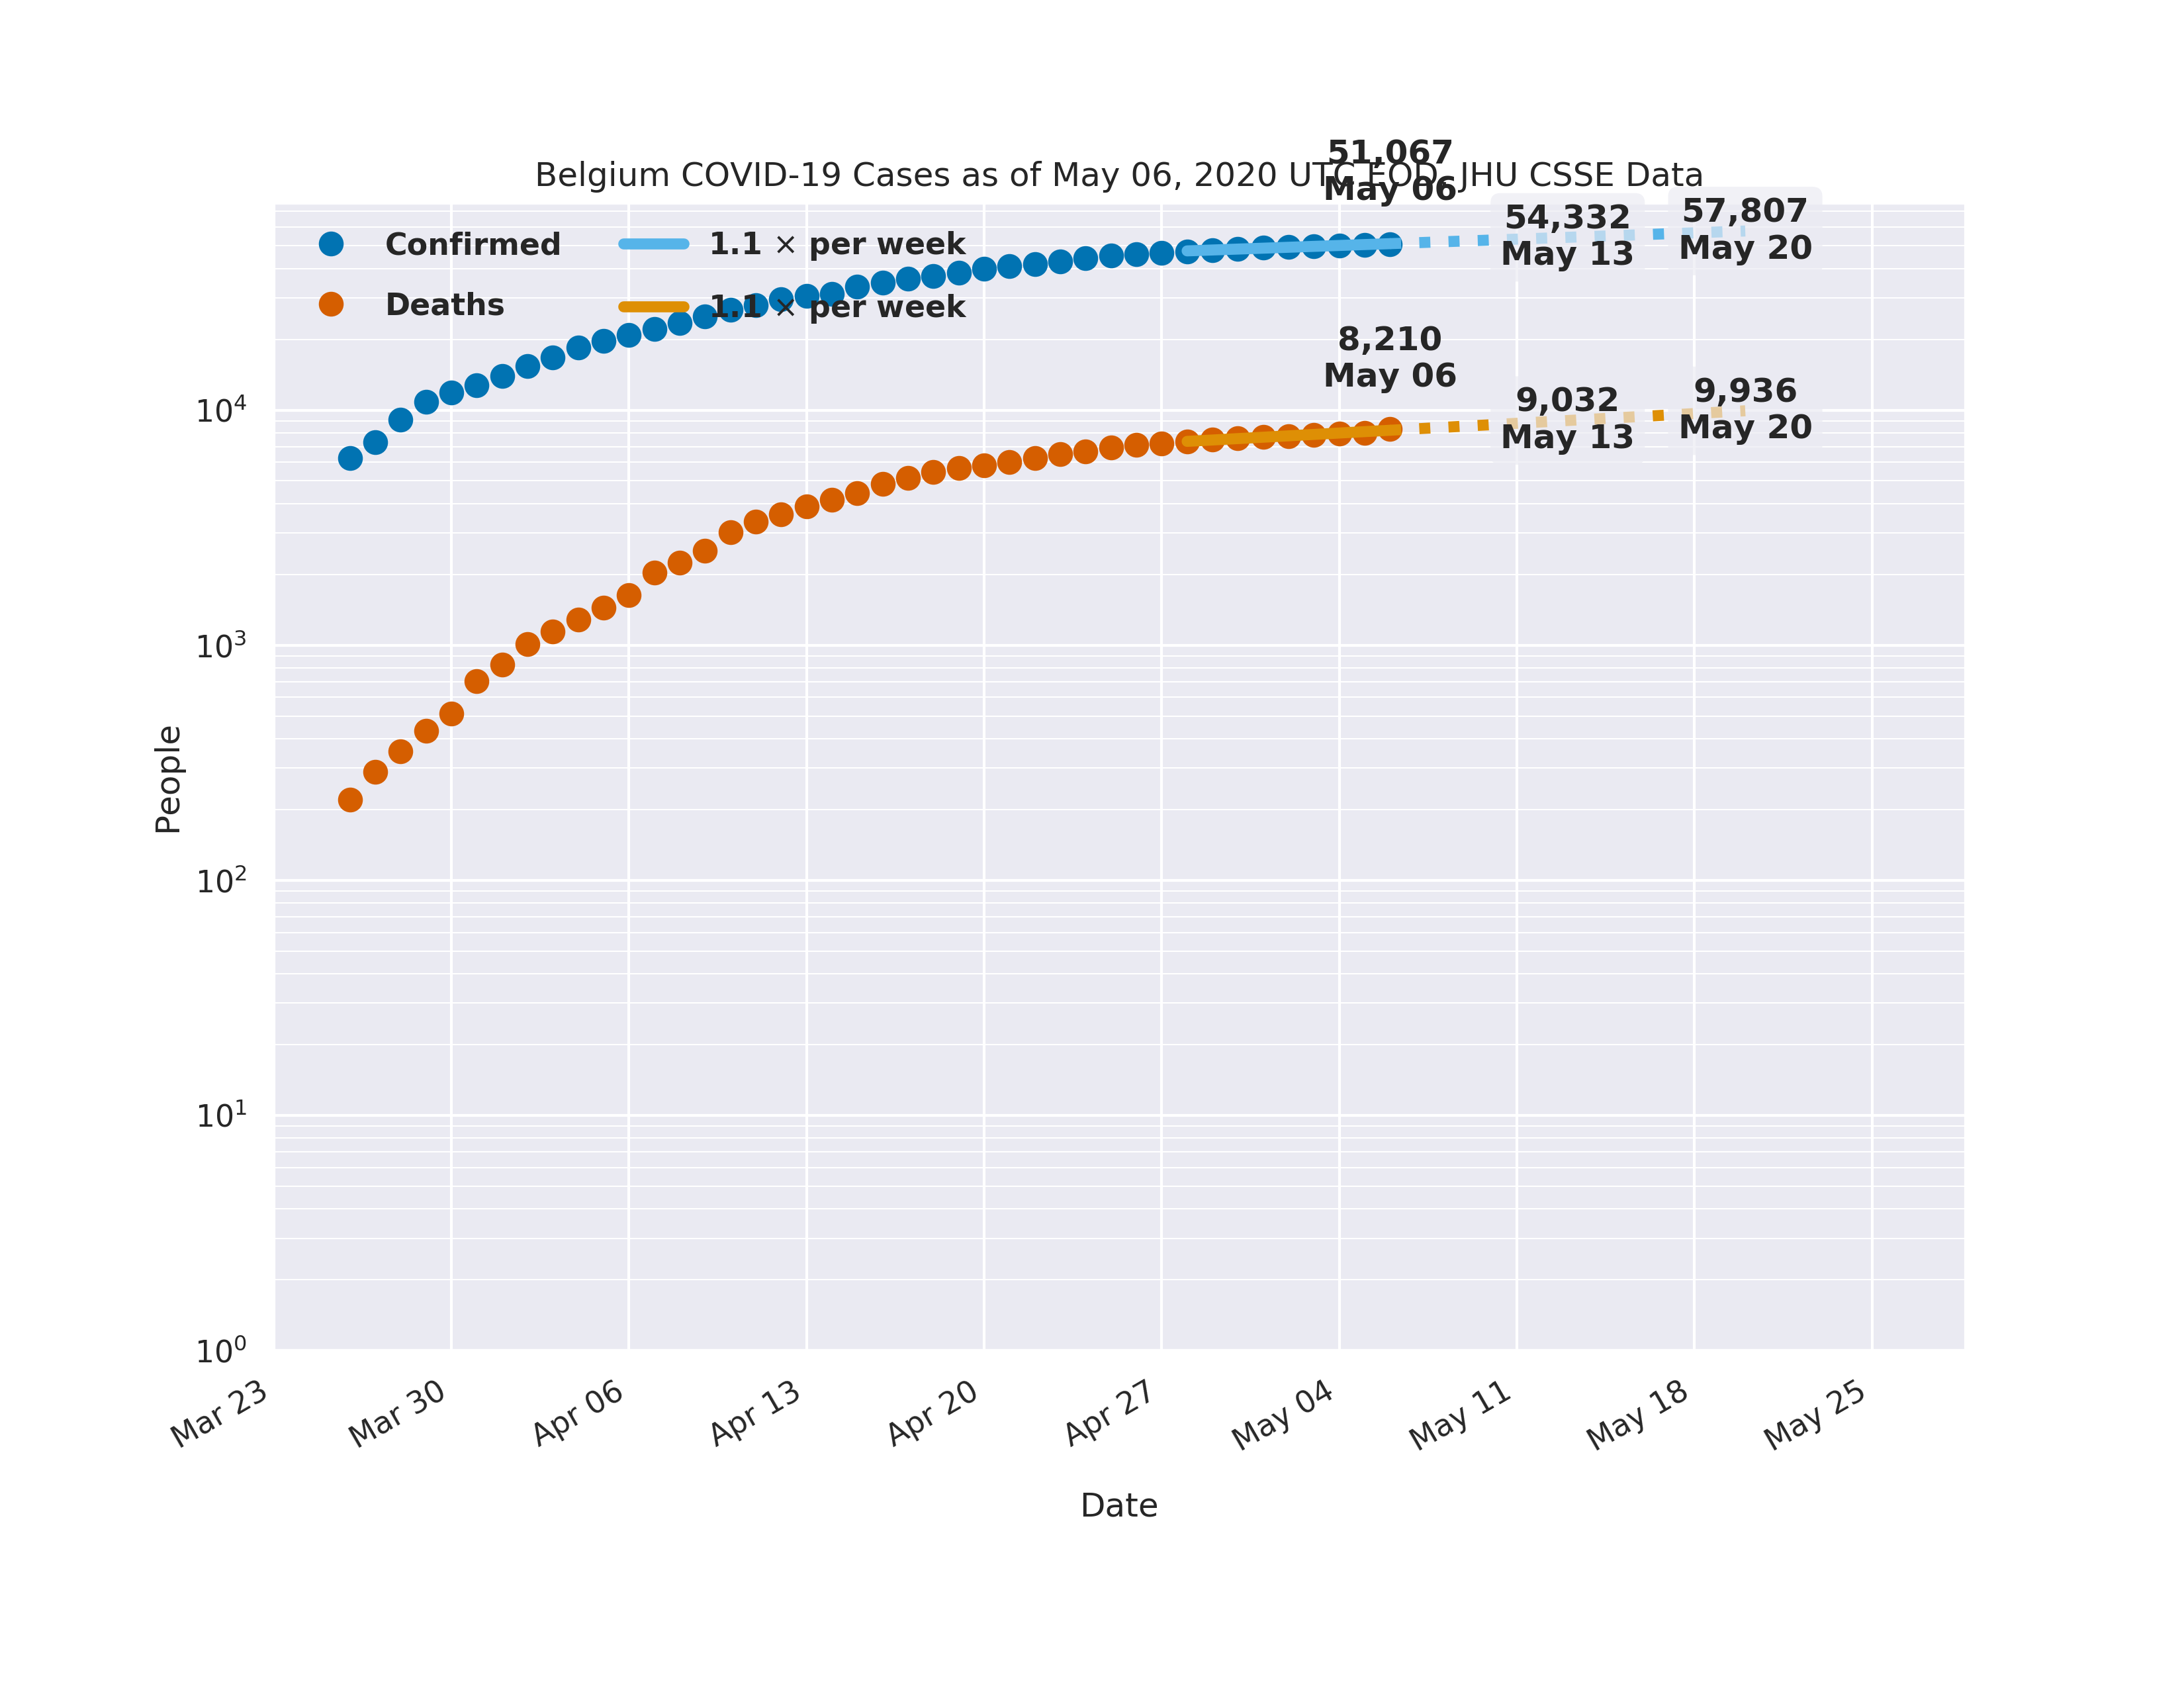 51,067
May 06
Belgium COVID-19 Cases as of May 06, 2020 UTC EOD, JHU CSSE Data
54,332
May 13
57,807
May 20
Confirmed
1.1 × per week
Deaths
1.1 × per week
8,210
May 06
9,032
May 13
9,936
May 20
People
10⁴
10³
10²
10¹
10⁰
Mar 23
Mar 30
Apr 06
Apr 13
Apr 20
Apr 27
May 04
May 11
May 18
May 25
Date